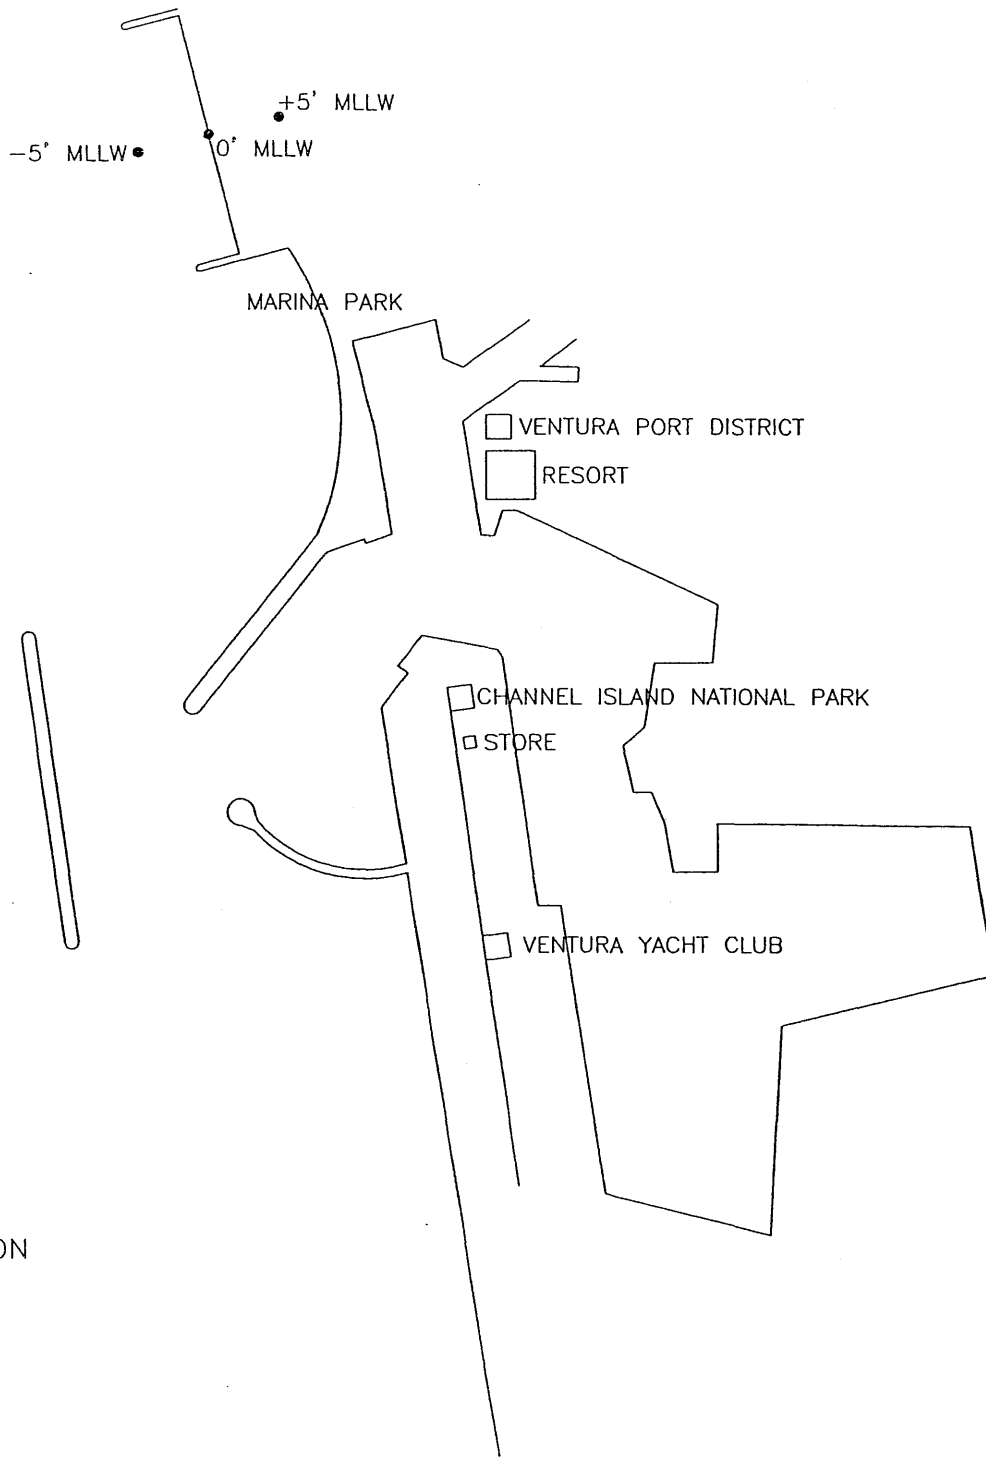 +5' MLLW
-5' MLLW
0' MLLW
MARINA PARK
VENTURA PORT DISTRICT
RESORT
CHANNEL ISLAND NATIONAL PARK
STORE
VENTURA YACHT CLUB
ON